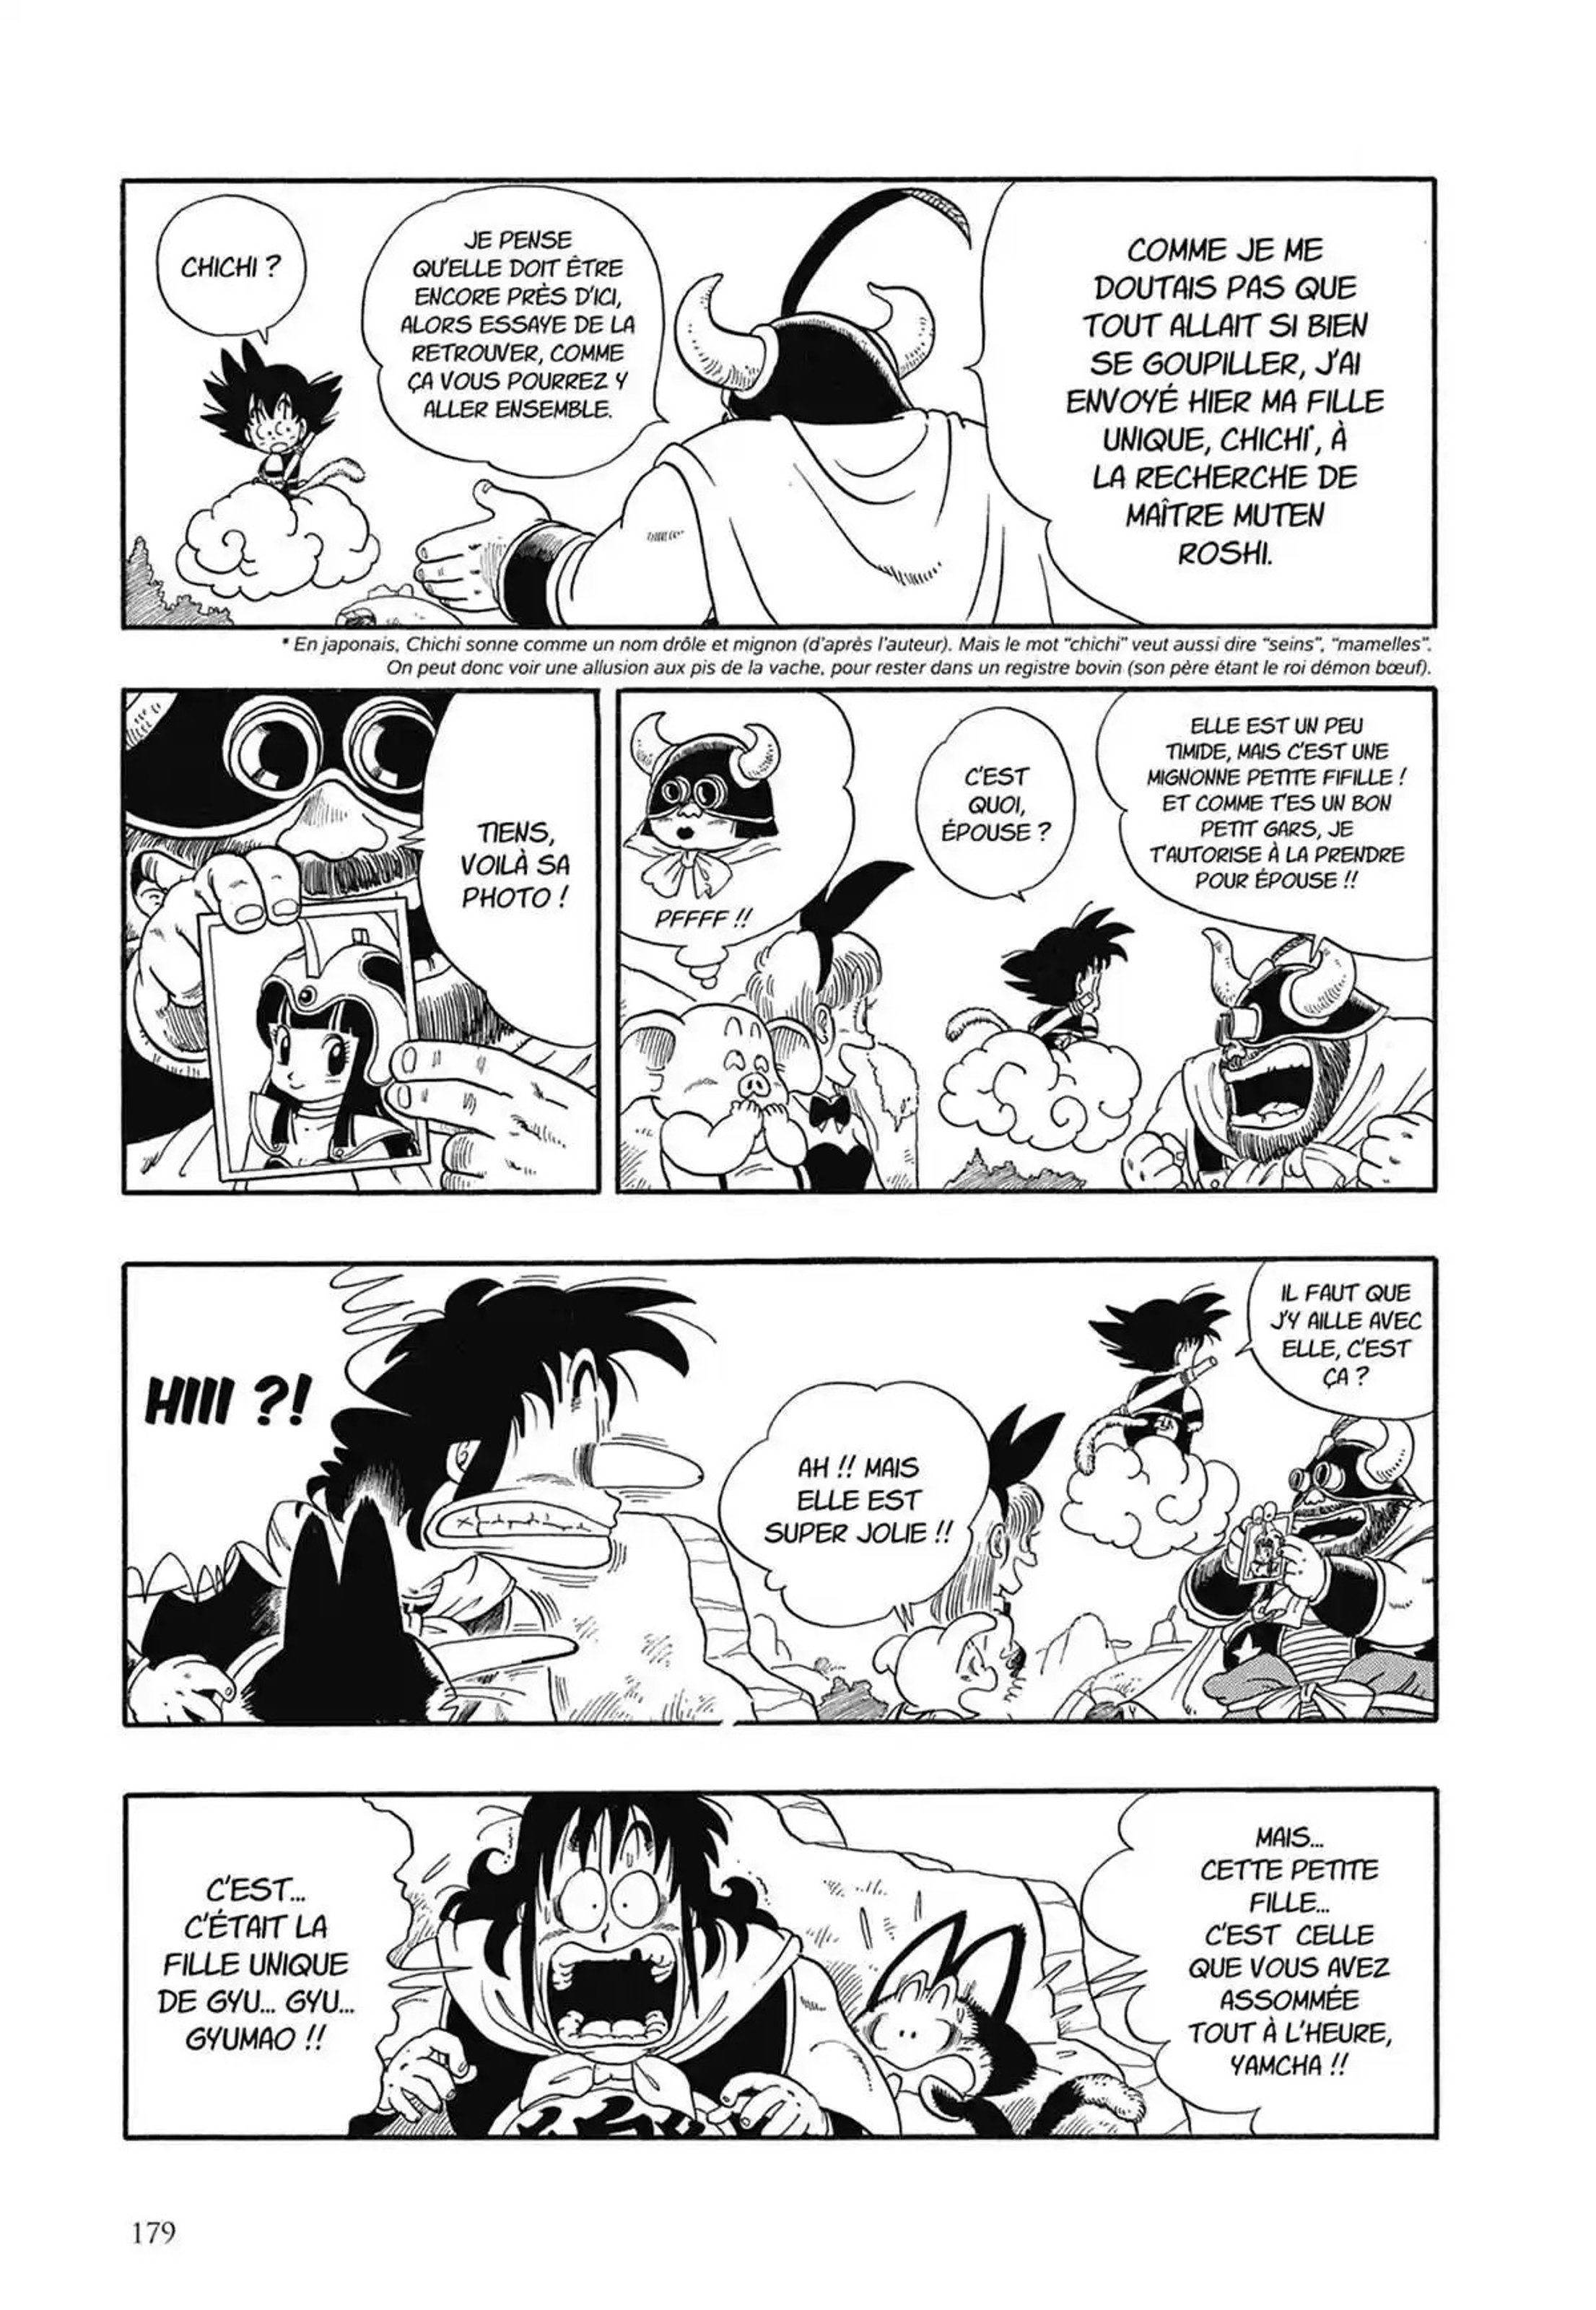 COMME JE ME
DOUTAIS PAS QUE
TOUT ALLAIT SI BIEN
SE GOUPILLER, J'AI
ENVOYÉ HIER MA FILLE
UNIQUE, CHICHI*, À
LA RECHERCHE DE
MAÎTRE MUTEN
ROSHI.
JE PENSE
QU'ELLE DOIT ÊTRE
ENCORE PRÈS D'ICI,
ALORS ESSAYE DE LA
RETROUVER, COMME
ÇA VOUS POURREZ Y
ALLER ENSEMBLE.
CHICHI ?
* En japonais, Chichi sonne comme un nom drôle et mignon (d'après l'auteur). Mais le mot "chichi" veut aussi dire "seins", "mamelles".
On peut donc voir une allusion aux pis de la vache, pour rester dans un registre bovin (son père étant le roi démon bœuf).
ELLE EST UN PEU
TIMIDE, MAIS C'EST UNE
MIGNONNE PETITE FIFILLE !
ET COMME T'ES UN BON
PETIT GARS, JE
T'AUTORISE À LA PRENDRE
POUR ÉPOUSE !!
C'EST
QUOI,
ÉPOUSE ?
PFFFF !!
TIENS,
VOILÀ SA
PHOTO !
IL FAUT QUE
J'Y AILLE AVEC
ELLE, C'EST
ÇA ?
AH !! MAIS
ELLE EST
SUPER JOLIE !!
HIII ?!
MAIS...
CETTE PETITE
FILLE...
C'EST CELLE
QUE VOUS AVEZ
ASSOMMÉE
TOUT À L'HEURE,
YAMCHA !!
C'EST...
C'ÉTAIT LA
FILLE UNIQUE
DE GYU... GYU...
GYUMAO !!
179